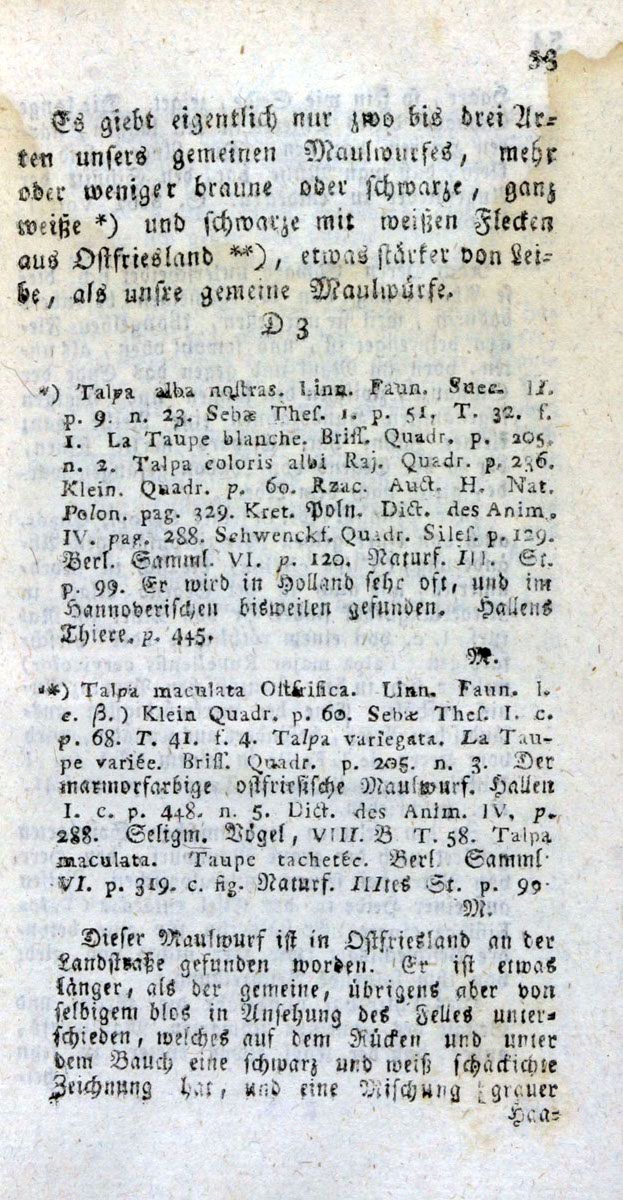 53
Es giebt eigentlich nur zwo bis drei Ar-
ten unsers gemeinen Maulwurfes, mehr
oder weniger braune oder schwarze, ganz
weiße *) und schwarze mit weißen Flecken
aus Ostfriesland **), etwas stärker von Lei-
be, als unsre gemeine Maulwürfe.
D 3
*) Talpa alba nostras. Linn. Faun. Suec. II.
p. 9. n. 23. Sebæ Thes. 1. p. 51. T. 32. f.
1. La Taupe blanche. Briss. Quadr. p. 205.
n. 2. Talpa coloris albi Raj. Quadr. p. 236.
Klein. Quadr. p. 60. Rzac. Auct. H. Nat.
Polon. pag. 329. Kret. Poln. Dict. des Anim.
IV. pag. 288. Schwenckf. Quadr. Siles. p. 129.
Berl. Samml. VI. p. 120. Naturf. III. St.
p. 99. Er wird in Holland sehr oft, und im
Hannoverischen bisweilen gefunden. Hallens
Thiere. p. 445.
M.
**) Talpa maculata Ostfrisica. Linn. Faun. l.
c. β.) Klein Quadr. p. 60. Sebæ Thes. I. c.
p. 68. T. 41. f. 4. Talpa variegata. La Tau-
pe variée. Briss. Quadr. p. 205. n. 3. Der
marmorfarbige ostfriesische Maulwurf. Hallen
l. c. p. 448. n. 5. Dict. des Anim. IV. p.
288. Seligm. Vögel, VIII. B T. 58. Talpa
maculata. Taupe tachetée. Berl. Samml.
VI. p. 319. c. fig. Naturf. IIItes St. p. 99.
M.
Dieser Maulwurf ist in Ostfriesland an der
Landstraße gefunden worden. Er ist etwas
länger, als der gemeine, übrigens aber von
selbigem blos in Ansehung des Felles unter-
schieden, welches auf dem Rücken und unter
dem Bauch eine schwarz und weiß schäckichte
Zeichnung hat, und eine Mischung grauer
Haa-